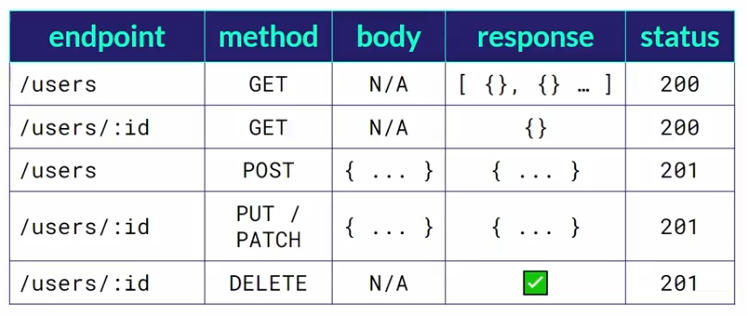 endpoint method body response status
/users GET N/A [ {}, {} … ] 200
/users/:id GET N/A {} 200
/users POST { ... } { ... } 201
/users/:id PUT / PATCH { ... } { ... } 201
/users/:id DELETE N/A ✅ 201